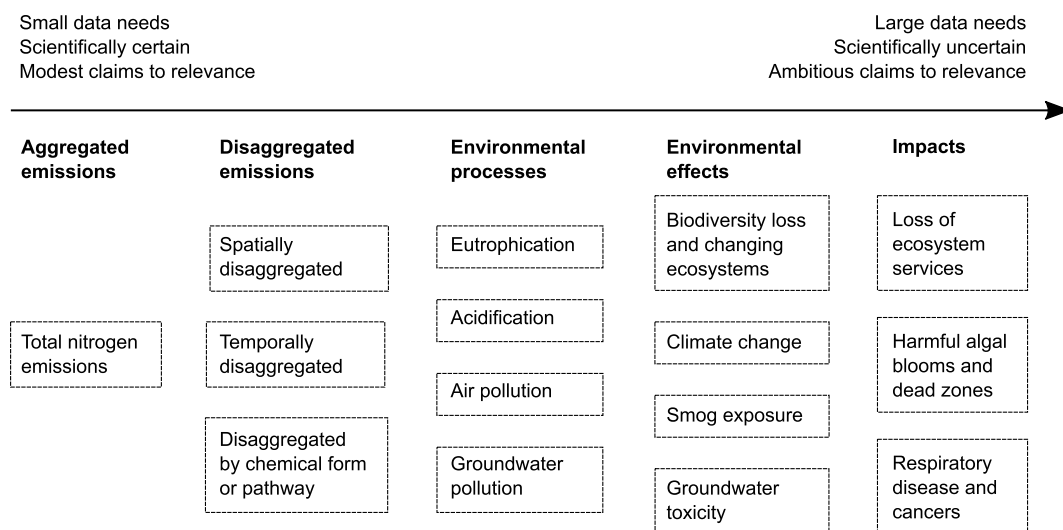 Small data needs
Scientifically certain
Modest claims to relevance
Large data needs
Scientifically uncertain
Ambitious claims to relevance
Aggregated
emissions
Total nitrogen
emissions
Disaggregated
emissions
Spatially
disaggregated
Temporally
disaggregated
Disaggregated
by chemical form
or pathway
Environmental
processes
Eutrophication
Acidification
Air pollution
Groundwater
pollution
Environmental
effects
Biodiversity loss
and changing
ecosystems
Climate change
Smog exposure
Groundwater
toxicity
Impacts
Loss of
ecosystem
services
Harmful algal
blooms and
dead zones
Respiratory
disease and
cancers